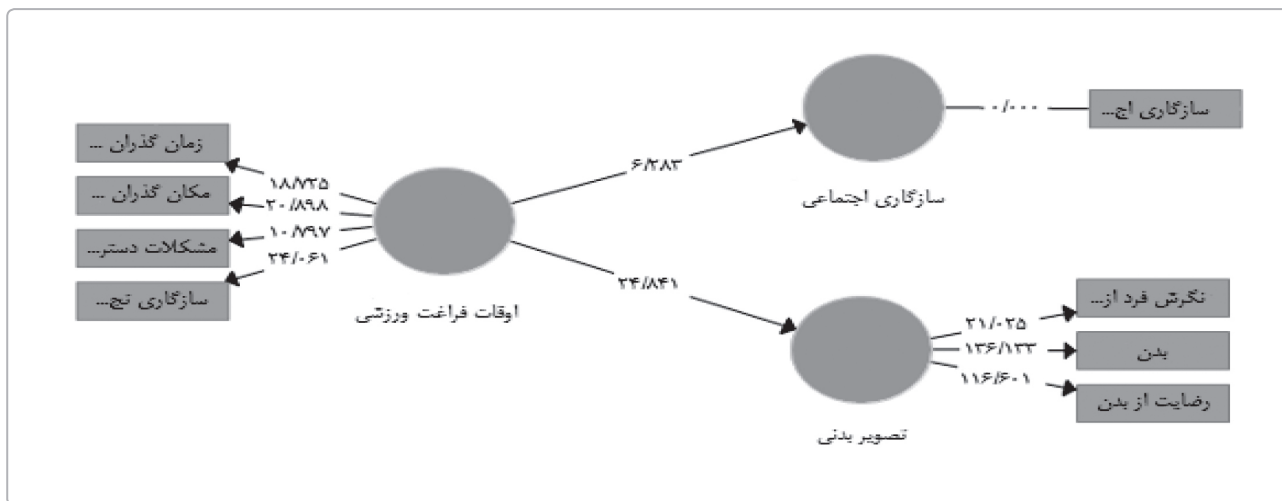 زمان گذران ...
مکان گذران ...
مشکلات دستر...
سازگاری تج...
۱۸/۷۳۵
۲۰/۸۹۸
۱۰/۷۹۷
۲۴/۰۶۱
اوقات فراغت ورزشی
۶/۲۸۳
۲۴/۸۴۱
سازگاری اجتماعی
۰/۰۰۰
سازگاری اج...
تصویر بدنی
۲۱/۰۲۵
۱۳۶/۱۳۳
۱۱۶/۶۰۱
نگرش فرد از...
بدن
رضایت از بدن